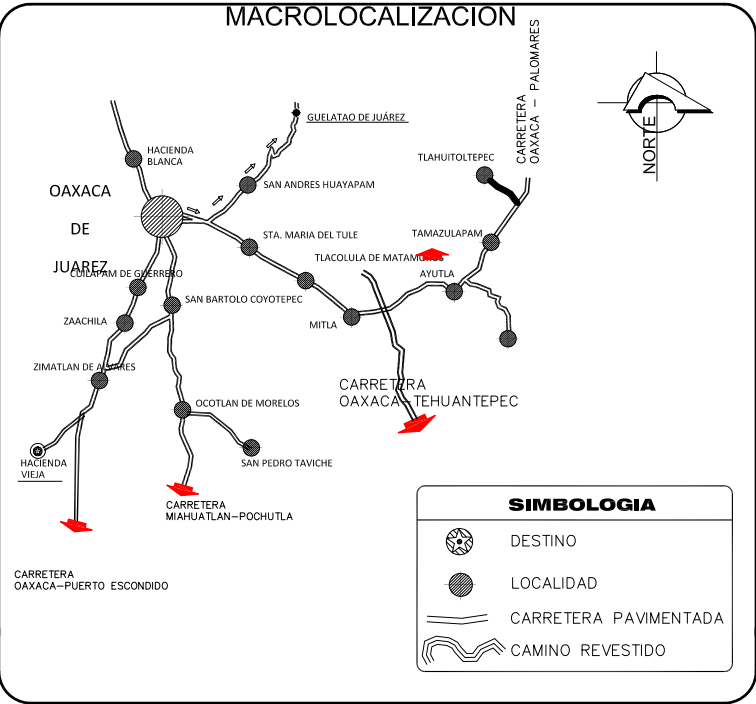 MACROLOCALIZACION
CARRETERA
OAXACA - PALOMARES
NORTE
GUELATAO DE JUÁREZ
HACIENDA
BLANCA
TLAHUITOLTEPEC
OAXACA
DE
JUAREZ
SAN ANDRES HUAYAPAM
STA. MARIA DEL TULE
TAMAZULAPAM
TLACOLULA DE MATAMOROS
CUILAPAM DE GUERRERO
AYUTLA
SAN BARTOLO COYOTEPEC
ZAACHILA
MITLA
ZIMATLAN DE ALVARES
CARRETERA
OAXACA-TEHUANTEPEC
OCOTLAN DE MORELOS
HACIENDA
VIEJA
SAN PEDRO TAVICHE
CARRETERA
MIAHUATLAN-POCHUTLA
CARRETERA
OAXACA-PUERTO ESCONDIDO
SIMBOLOGIA
DESTINO
LOCALIDAD
CARRETERA PAVIMENTADA
CAMINO REVESTIDO